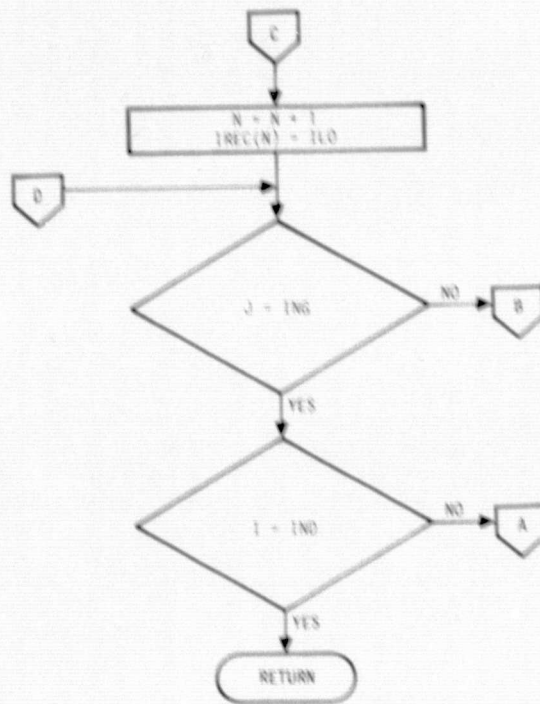 C
N = N + 1
IREC(N) = ILO
D
J = ING
NO
B
YES
I = INO
NO
A
YES
RETURN